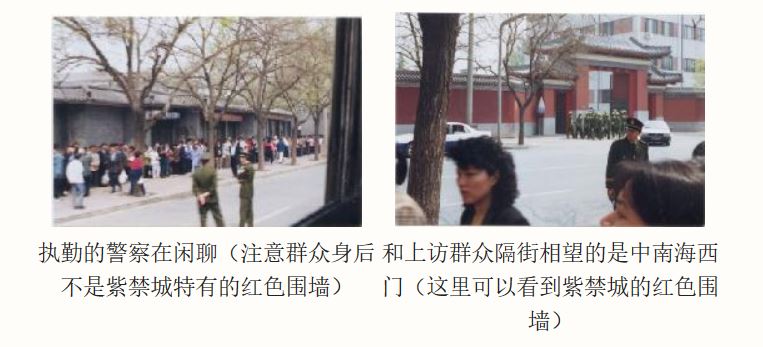 执勤的警察在闲聊（注意群众身后
不是紫禁城特有的红色围墙）
和上访群众隔街相望的是中南海西
门（这里可以看到紫禁城的红色围
墙）